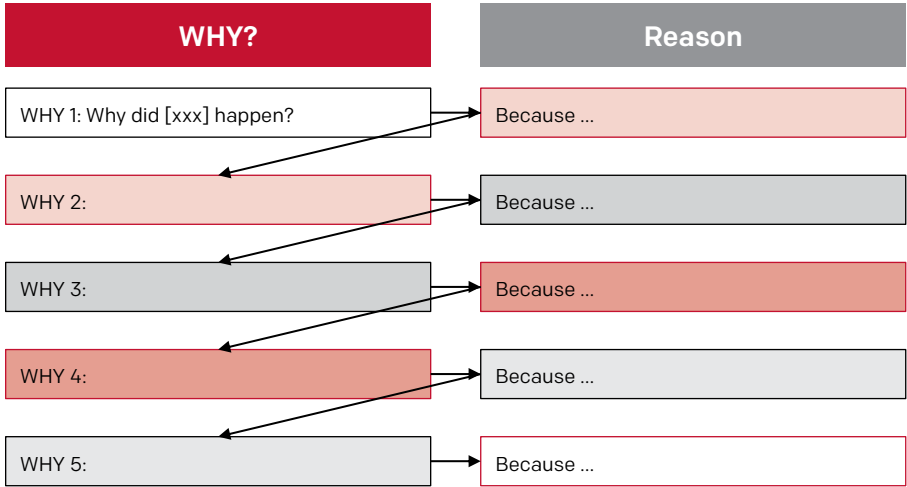 WHY?
Reason
WHY 1: Why did [xxx] happen?
Because ...
WHY 2:
Because ...
WHY 3:
Because ...
WHY 4:
Because ...
WHY 5:
Because ...